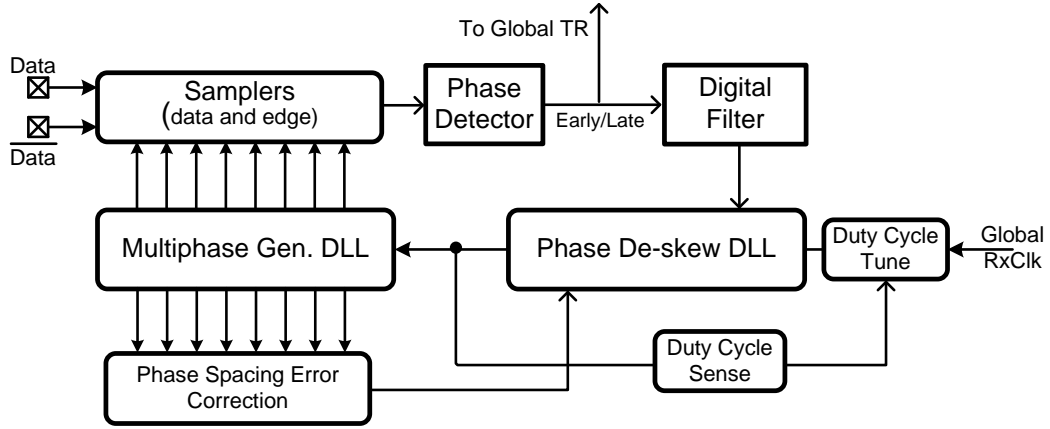 To Global TR
Data
Samplers
(data and edge)
Phase
Detector
Early/Late
Digital
Filter
Data
Multiphase Gen. DLL
Phase De-skew DLL
Duty Cycle
Tune
Global
RxClk
Phase Spacing Error
Correction
Duty Cycle
Sense